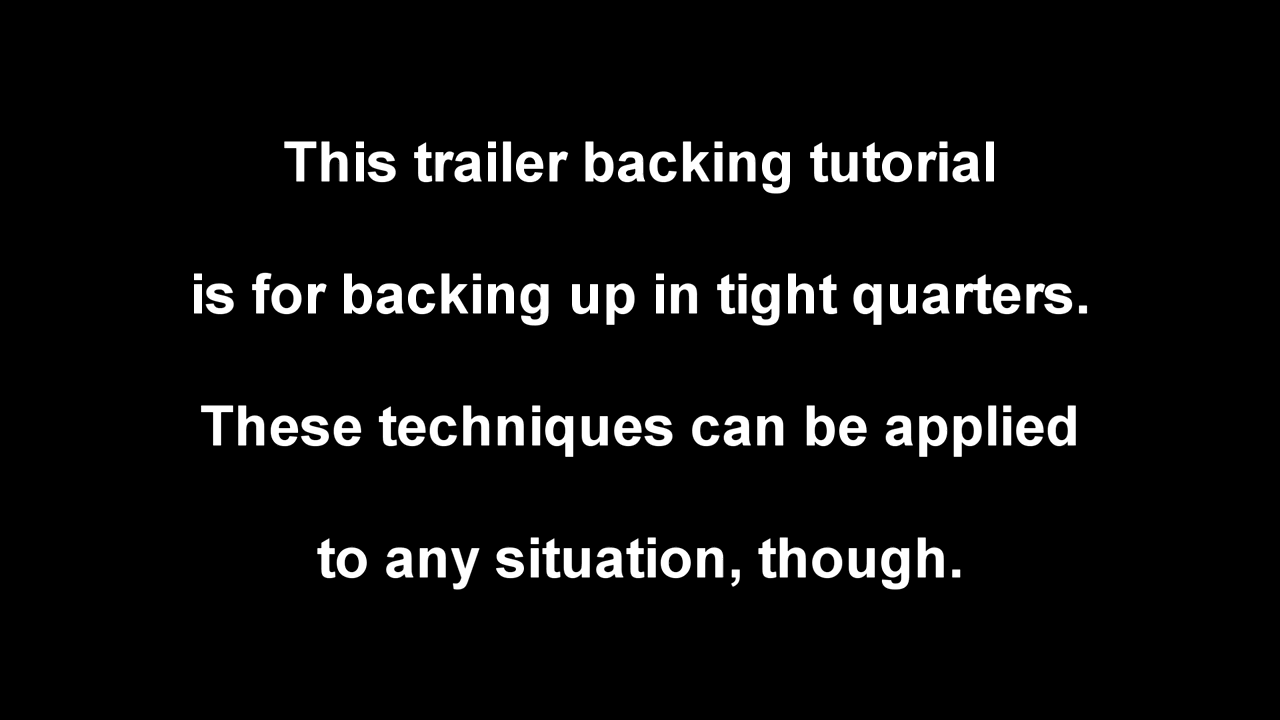 This trailer backing tutorial
is for backing up in tight quarters.
These techniques can be applied
to any situation, though.